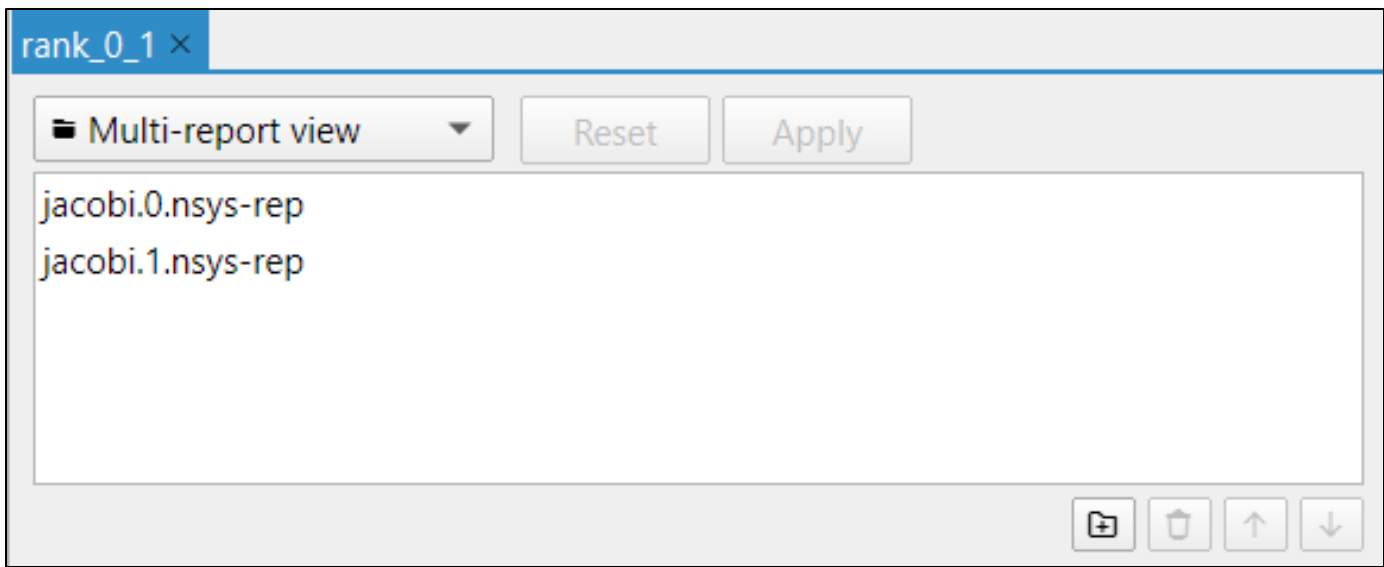 rank_0_1 ×
Multi-report view
Reset
Apply
jacobi.0.nsys-rep
jacobi.1.nsys-rep